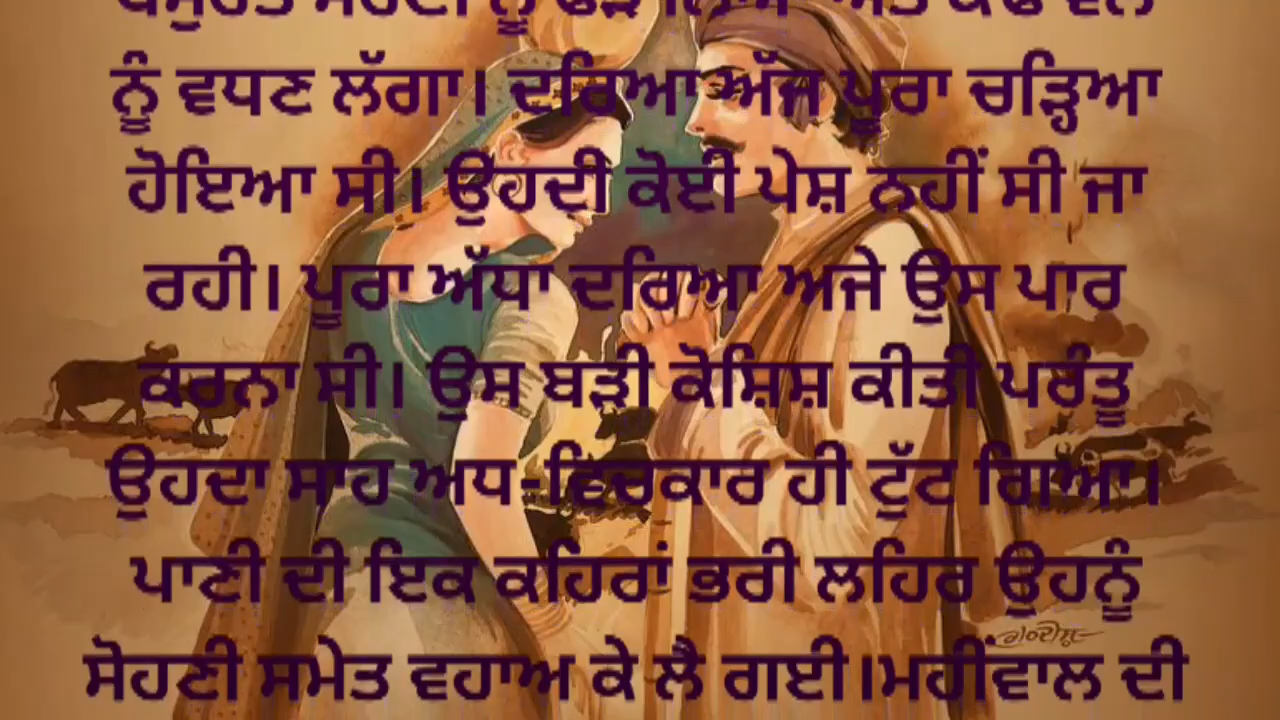 ਨੂੰ ਵਧਣ ਲੱਗਾ। ਦਰਿਆ ਅੱਜ ਪੂਰਾ ਚੜ੍ਹਿਆ
ਹੋਇਆ ਸੀ। ਉਹਦੀ ਕੋਈ ਪੇਸ਼ ਨਹੀਂ ਸੀ ਜਾ
ਰਹੀ। ਪੂਰਾ ਅੱਧਾ ਦਰਿਆ ਅਜੇ ਉਸ ਪਾਰ
ਕਰਨਾ ਸੀ। ਉਸ ਬੜੀ ਕੋਸ਼ਿਸ਼ ਕੀਤੀ ਪਰੰਤੂ
ਉਹਦਾ ਸਾਹ ਅਧ-ਵਿਚਕਾਰ ਹੀ ਟੁੱਟ ਗਿਆ।
ਪਾਣੀ ਦੀ ਇਕ ਕਹਿਰਾਂ ਭਰੀ ਲਹਿਰ ਉਹਨੂੰ
ਸੋਹਣੀ ਸਮੇਤ ਵਹਾਅ ਕੇ ਲੈ ਗਈ।ਮਹੀਂਵਾਲ ਦੀ